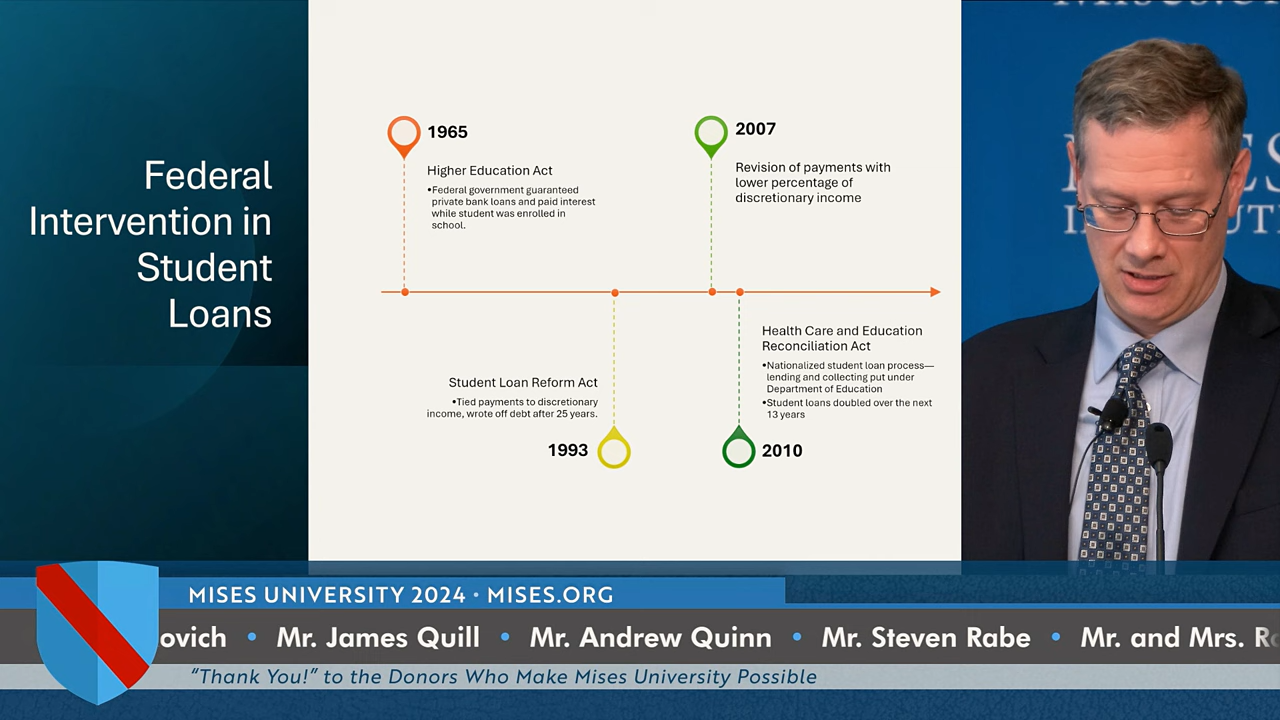 Federal
Intervention in
Student
Loans
1965
Higher Education Act
•Federal government guaranteed
private bank loans and paid interest
while student was enrolled in
school.
2007
Revision of payments with
lower percentage of
discretionary income
Student Loan Reform Act
•Tied payments to discretionary
income, wrote off debt after 25 years.
1993
Health Care and Education
Reconciliation Act
•Nationalized student loan process—
lending and collecting put under
Department of Education
•Student loans doubled over the next
13 years
2010
MISES UNIVERSITY 2024 • MISES.ORG
ovich • Mr. James Quill • Mr. Andrew Quinn • Mr. Steven Rabe • Mr. and Mrs.
“Thank You!” to the Donors Who Make Mises University Possible